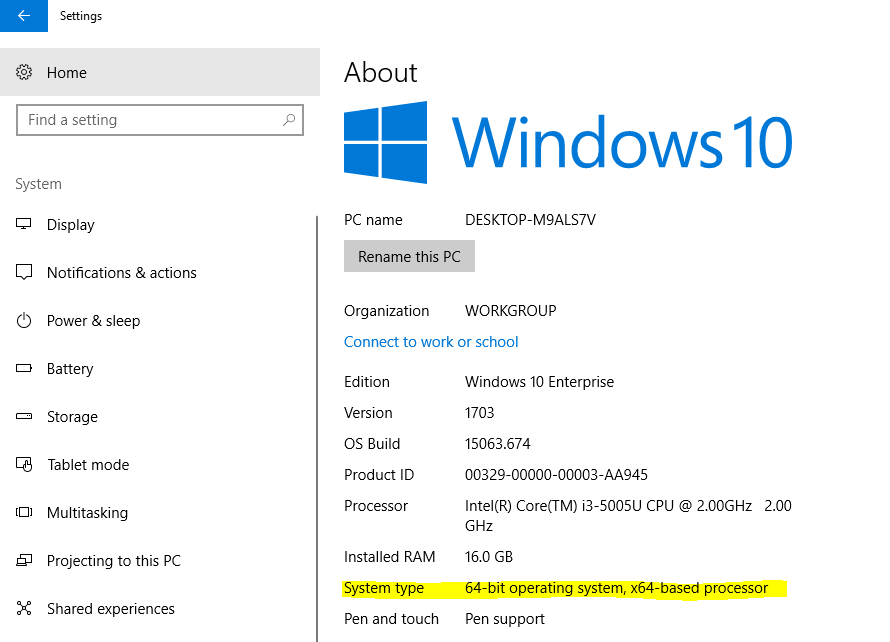 Settings
Home
Find a setting
System
Display
Notifications & actions
Power & sleep
Battery
Storage
Tablet mode
Multitasking
Projecting to this PC
Shared experiences
About
Windows 10
PC name DESKTOP-M9ALS7V
Rename this PC
Organization WORKGROUP
Connect to work or school
Edition Windows 10 Enterprise
Version 1703
OS Build 15063.674
Product ID 00329-00000-00003-AA945
Processor Intel(R) Core(TM) i3-5005U CPU @ 2.00GHz 2.00
GHz
Installed RAM 16.0 GB
System type 64-bit operating system, x64-based processor
Pen and touch Pen support